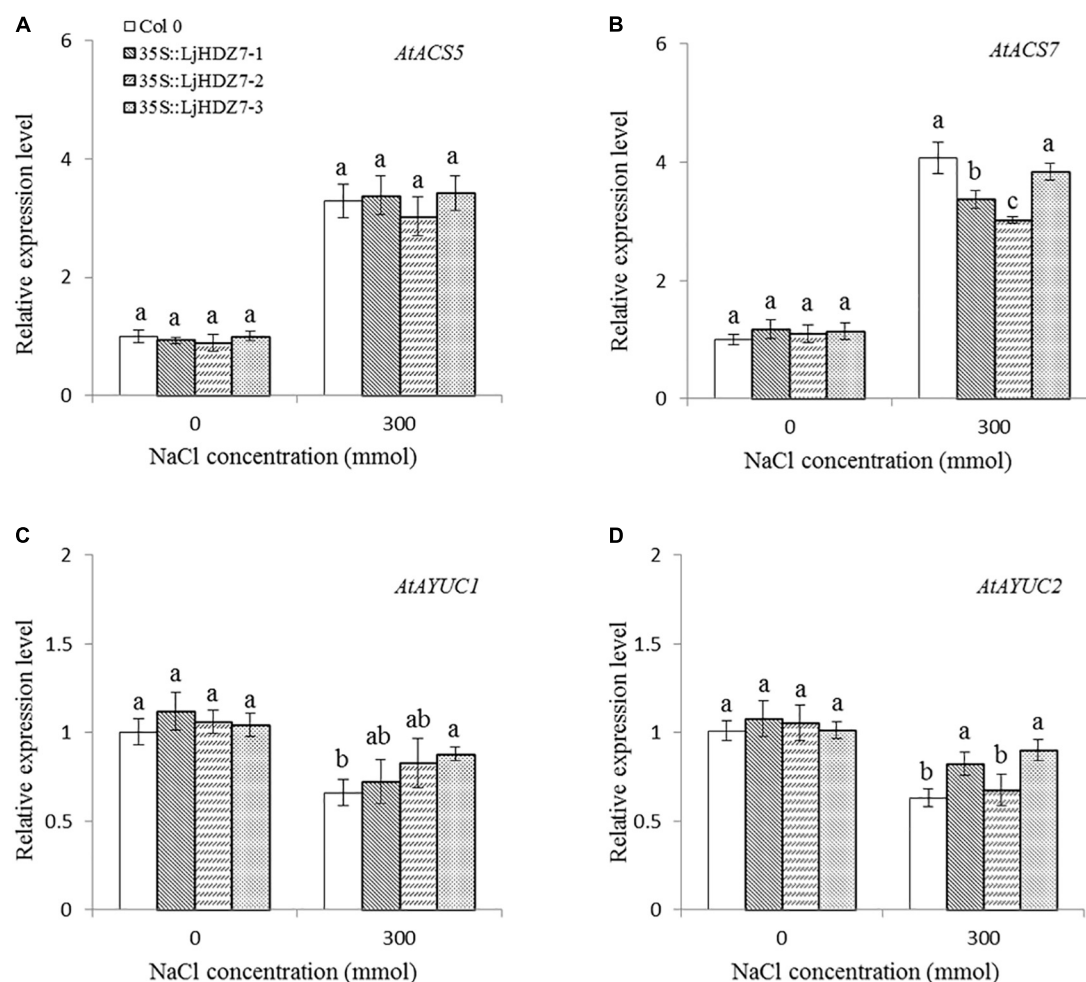 A
Col 0
35S::LjHDZ7-1
35S::LjHDZ7-2
35S::LjHDZ7-3
AtACS5
Relative expression level
6
4
2
0
a a a a
a a a a
0 300
NaCl concentration (mmol)
B
AtACS7
Relative expression level
6
4
2
0
a a a a
a b c a
0 300
NaCl concentration (mmol)
C
AtAYUC1
Relative expression level
2
1.5
1
0.5
0
a a a a
b ab ab a
0 300
NaCl concentration (mmol)
D
AtAYUC2
Relative expression level
2
1.5
1
0.5
0
a a a a
b a b a
0 300
NaCl concentration (mmol)